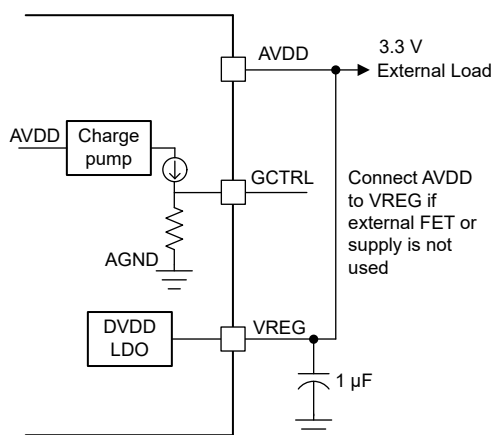 AVDD
3.3 V
External Load
AVDD
Charge
pump
GCTRL
Connect AVDD
to VREG if
external FET or
supply is not
used
AGND
DVDD
LDO
VREG
1 µF